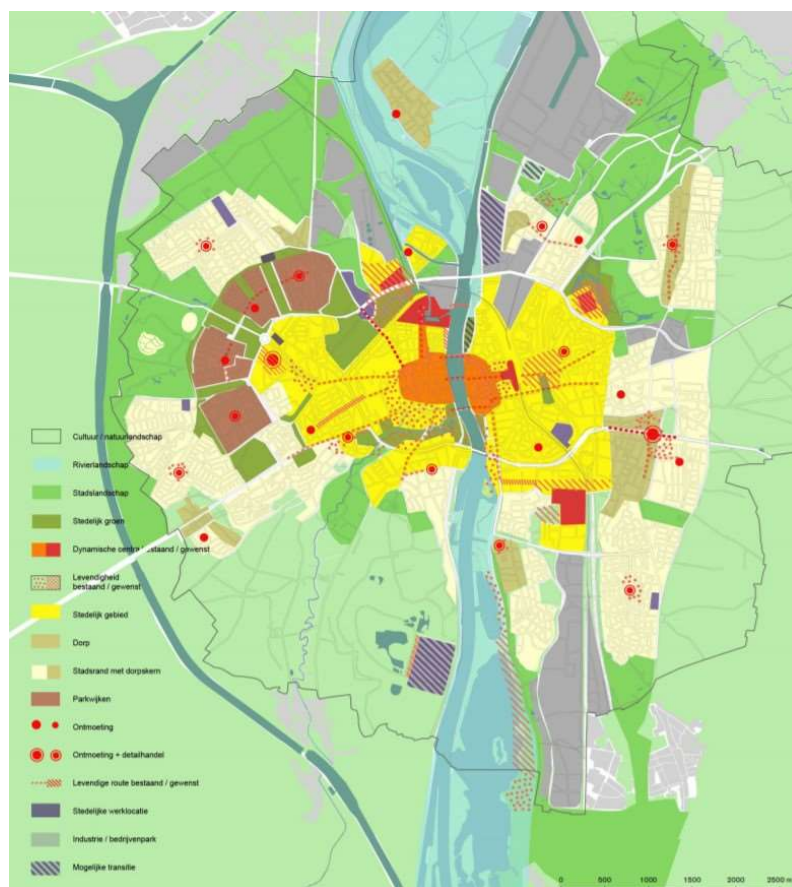 Cultuur / natuurlandschap
Rivierlandschap
Stadslandschap
Stedelijk groen
Dynamische centra bestaand / gewenst
Levendigheid
bestaand / gewenst
Stedelijk gebied
Dorp
Stadsrand met dorpskern
Parkwijken
Ontmoeting
Ontmoeting + detailhandel
Levendige route bestaand / gewenst
Stedelijke werklocatie
Industrie / bedrijvenpark
Mogelijke transitie
0 500 1000 1500 2000 2500 m